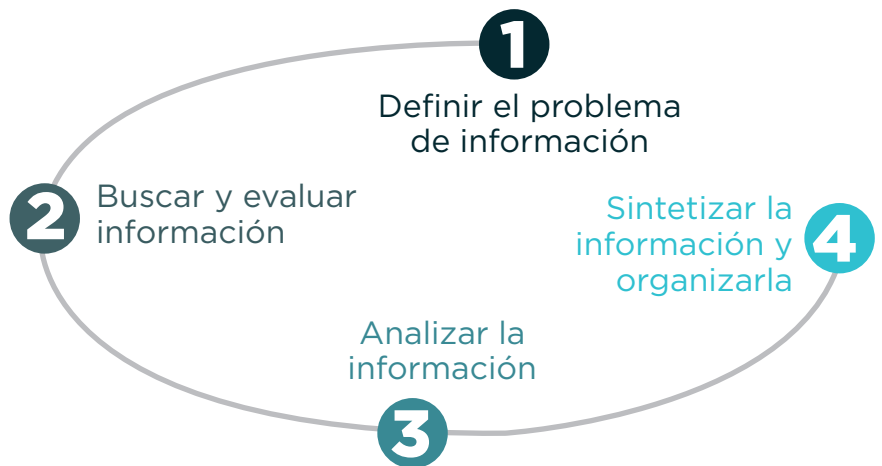 1
Definir el problema
de información
2
Buscar y evaluar
información
3
Analizar la
información
4
Sintetizar la
información y
organizarla